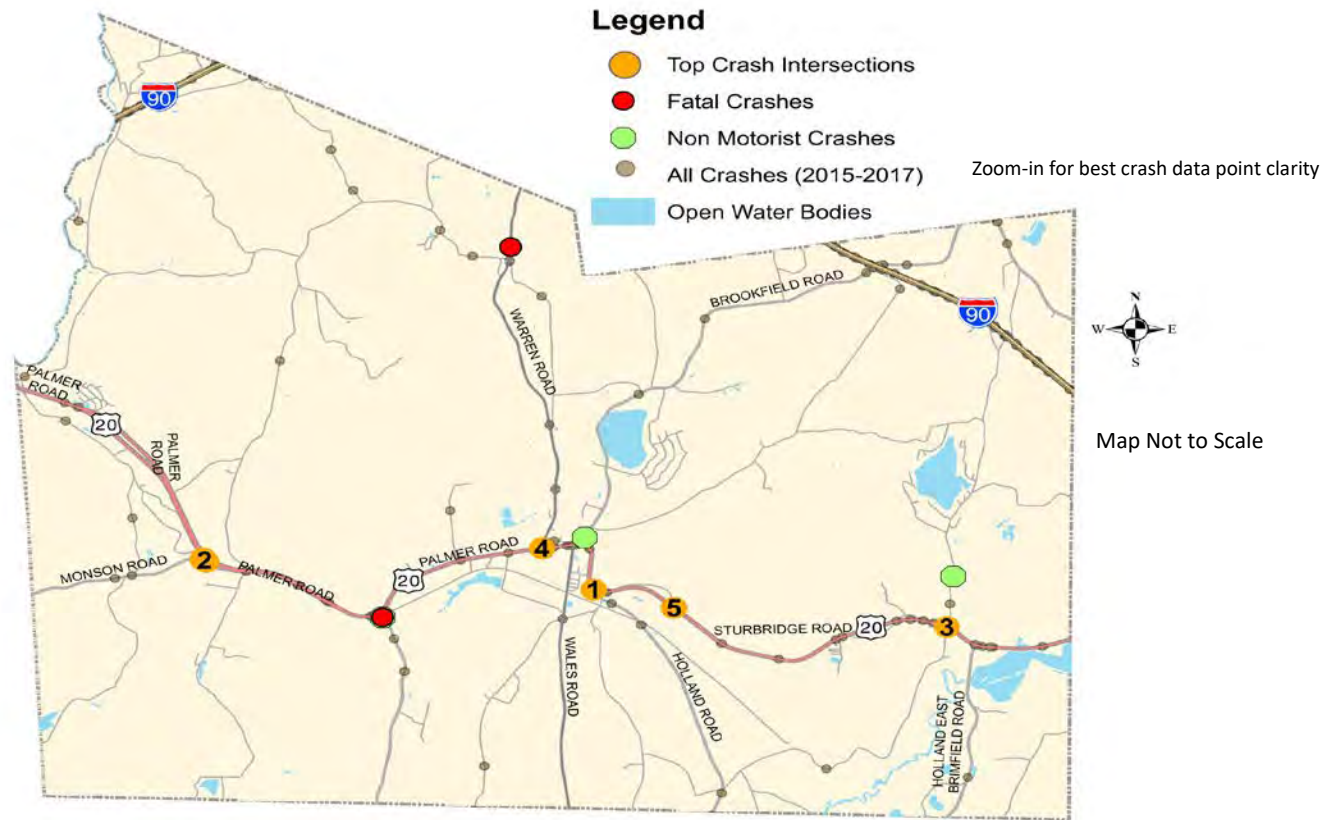 Legend
Top Crash Intersections
Fatal Crashes
Non Motorist Crashes
All Crashes (2015-2017)
Open Water Bodies
Zoom-in for best crash data point clarity
90
BROOKFIELD ROAD
90
N
W E
S
WARREN ROAD
PALMER
ROAD
20
PALMER
ROAD
Map Not to Scale
MONSON ROAD
2
PALMER ROAD
20
PALMER ROAD
4
1
5
STURBRIDGE ROAD
20
3
WALES ROAD
HOLLAND ROAD
HOLLAND EAST
BRIMFIELD ROAD